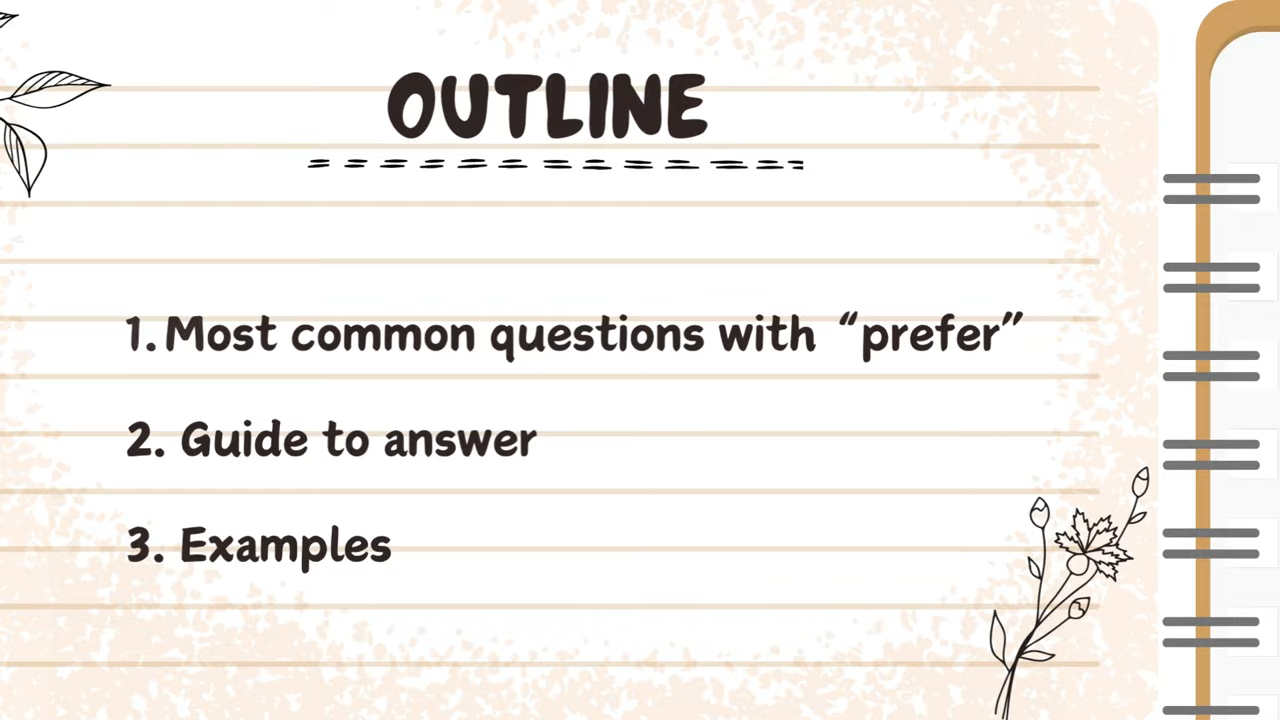 OUTLINE
1. Most common questions with “prefer”
2. Guide to answer
3. Examples